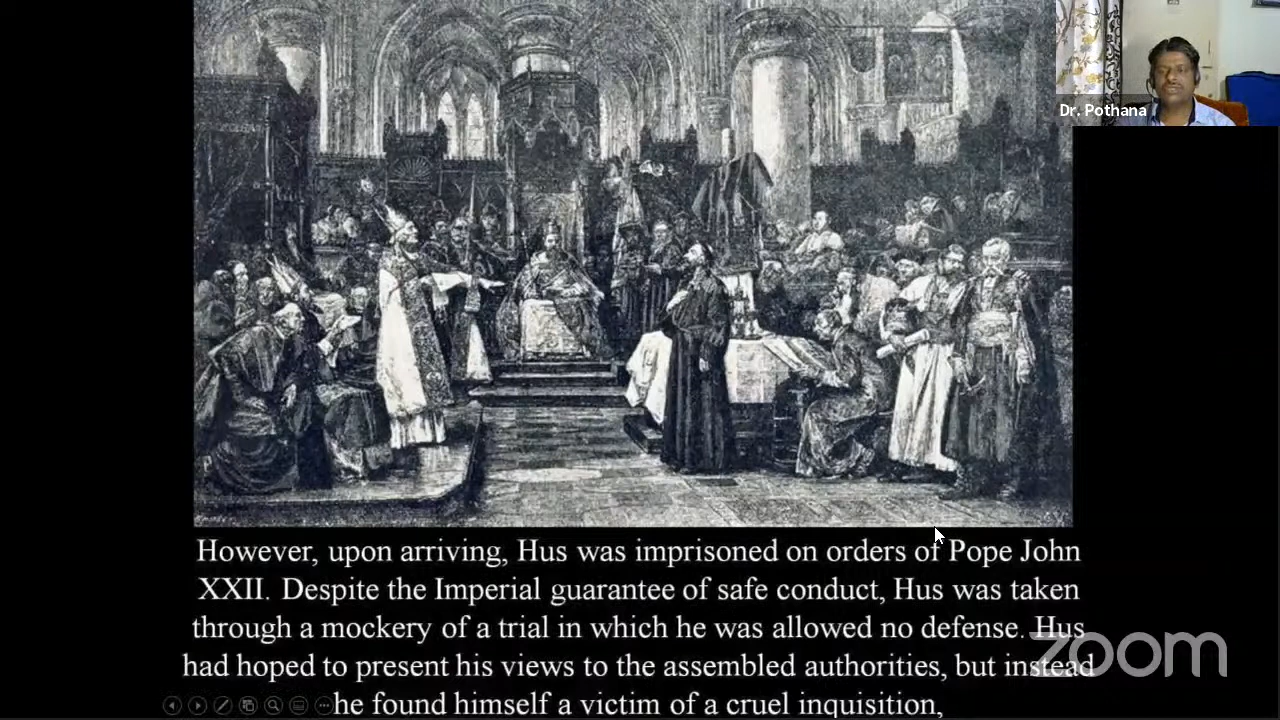 Dr. Pothana
However, upon arriving, Hus was imprisoned on orders of Pope John
XXII. Despite the Imperial guarantee of safe conduct, Hus was taken
through a mockery of a trial in which he was allowed no defense. Hus
had hoped to present his views to the assembled authorities, but instead
he found himself a victim of a cruel inquisition,
zoom